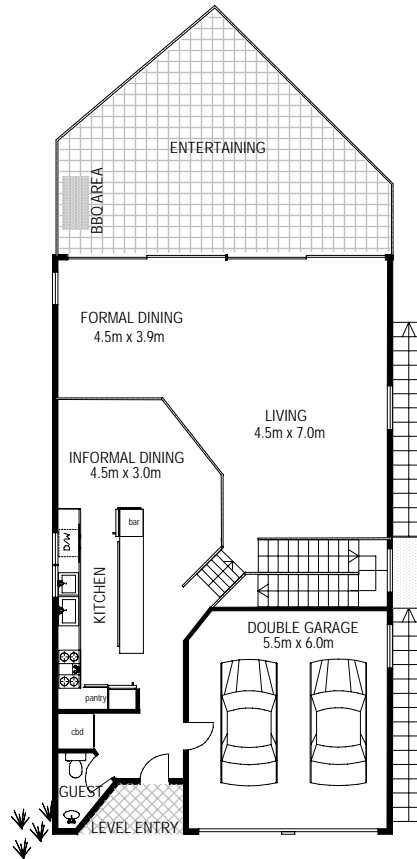 ENTERTAINING
BBQ AREA
FORMAL DINING
4.5m x 3.9m
LIVING
4.5m x 7.0m
INFORMAL DINING
4.5m x 3.0m
bar
D/W
KITCHEN
DOUBLE GARAGE
5.5m x 6.0m
pantry
cbd
GUEST
LEVEL ENTRY